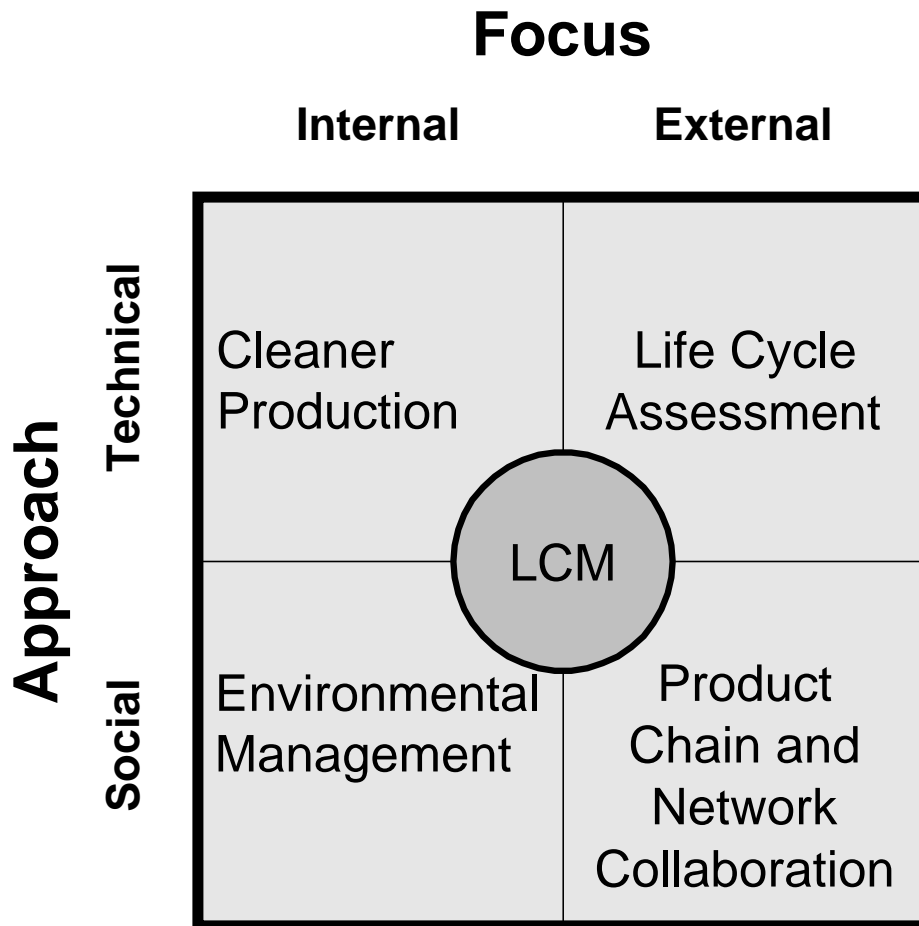 Focus
Internal
External
Approach
Technical
Cleaner
Production
Life Cycle
Assessment
LCM
Social
Environmental
Management
Product
Chain and
Network
Collaboration